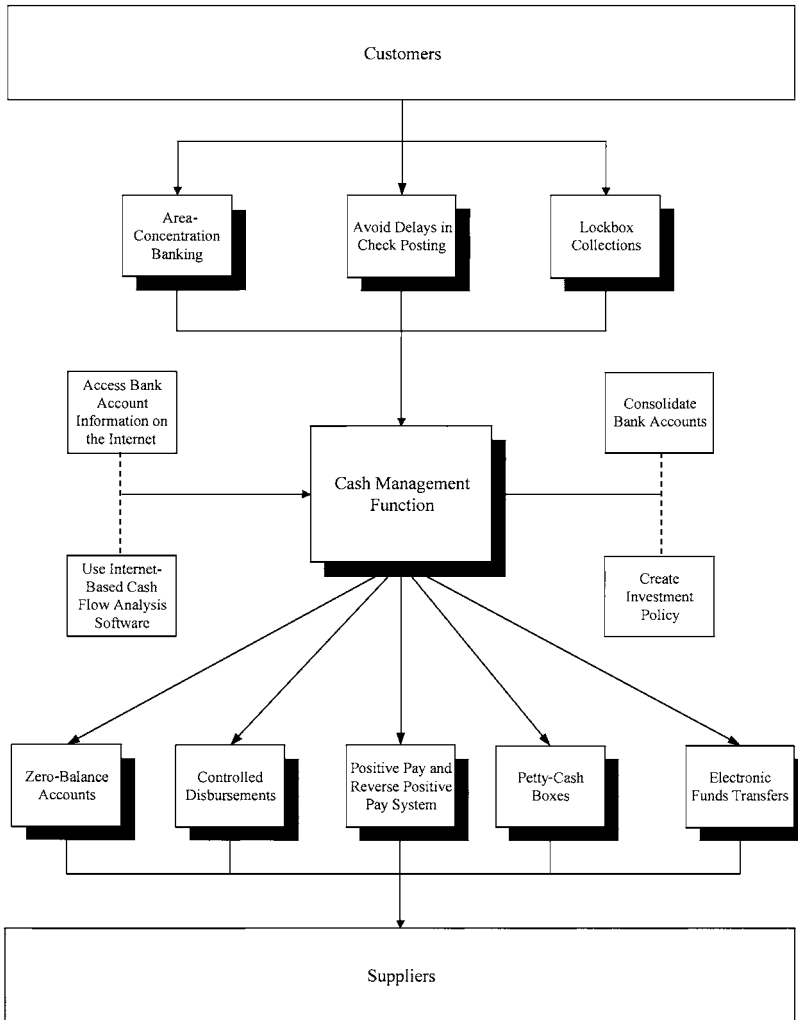 Customers
Area-
Concentration
Banking
Avoid Delays in
Check Posting
Lockbox
Collections
Access Bank
Account
Information on
the Internet
Consolidate
Bank Accounts
Cash Management
Function
Use Internet-
Based Cash
Flow Analysis
Software
Create
Investment
Policy
Zero-Balance
Accounts
Controlled
Disbursements
Positive Pay and
Reverse Positive
Pay System
Petty-Cash
Boxes
Electronic
Funds Transfers
Suppliers